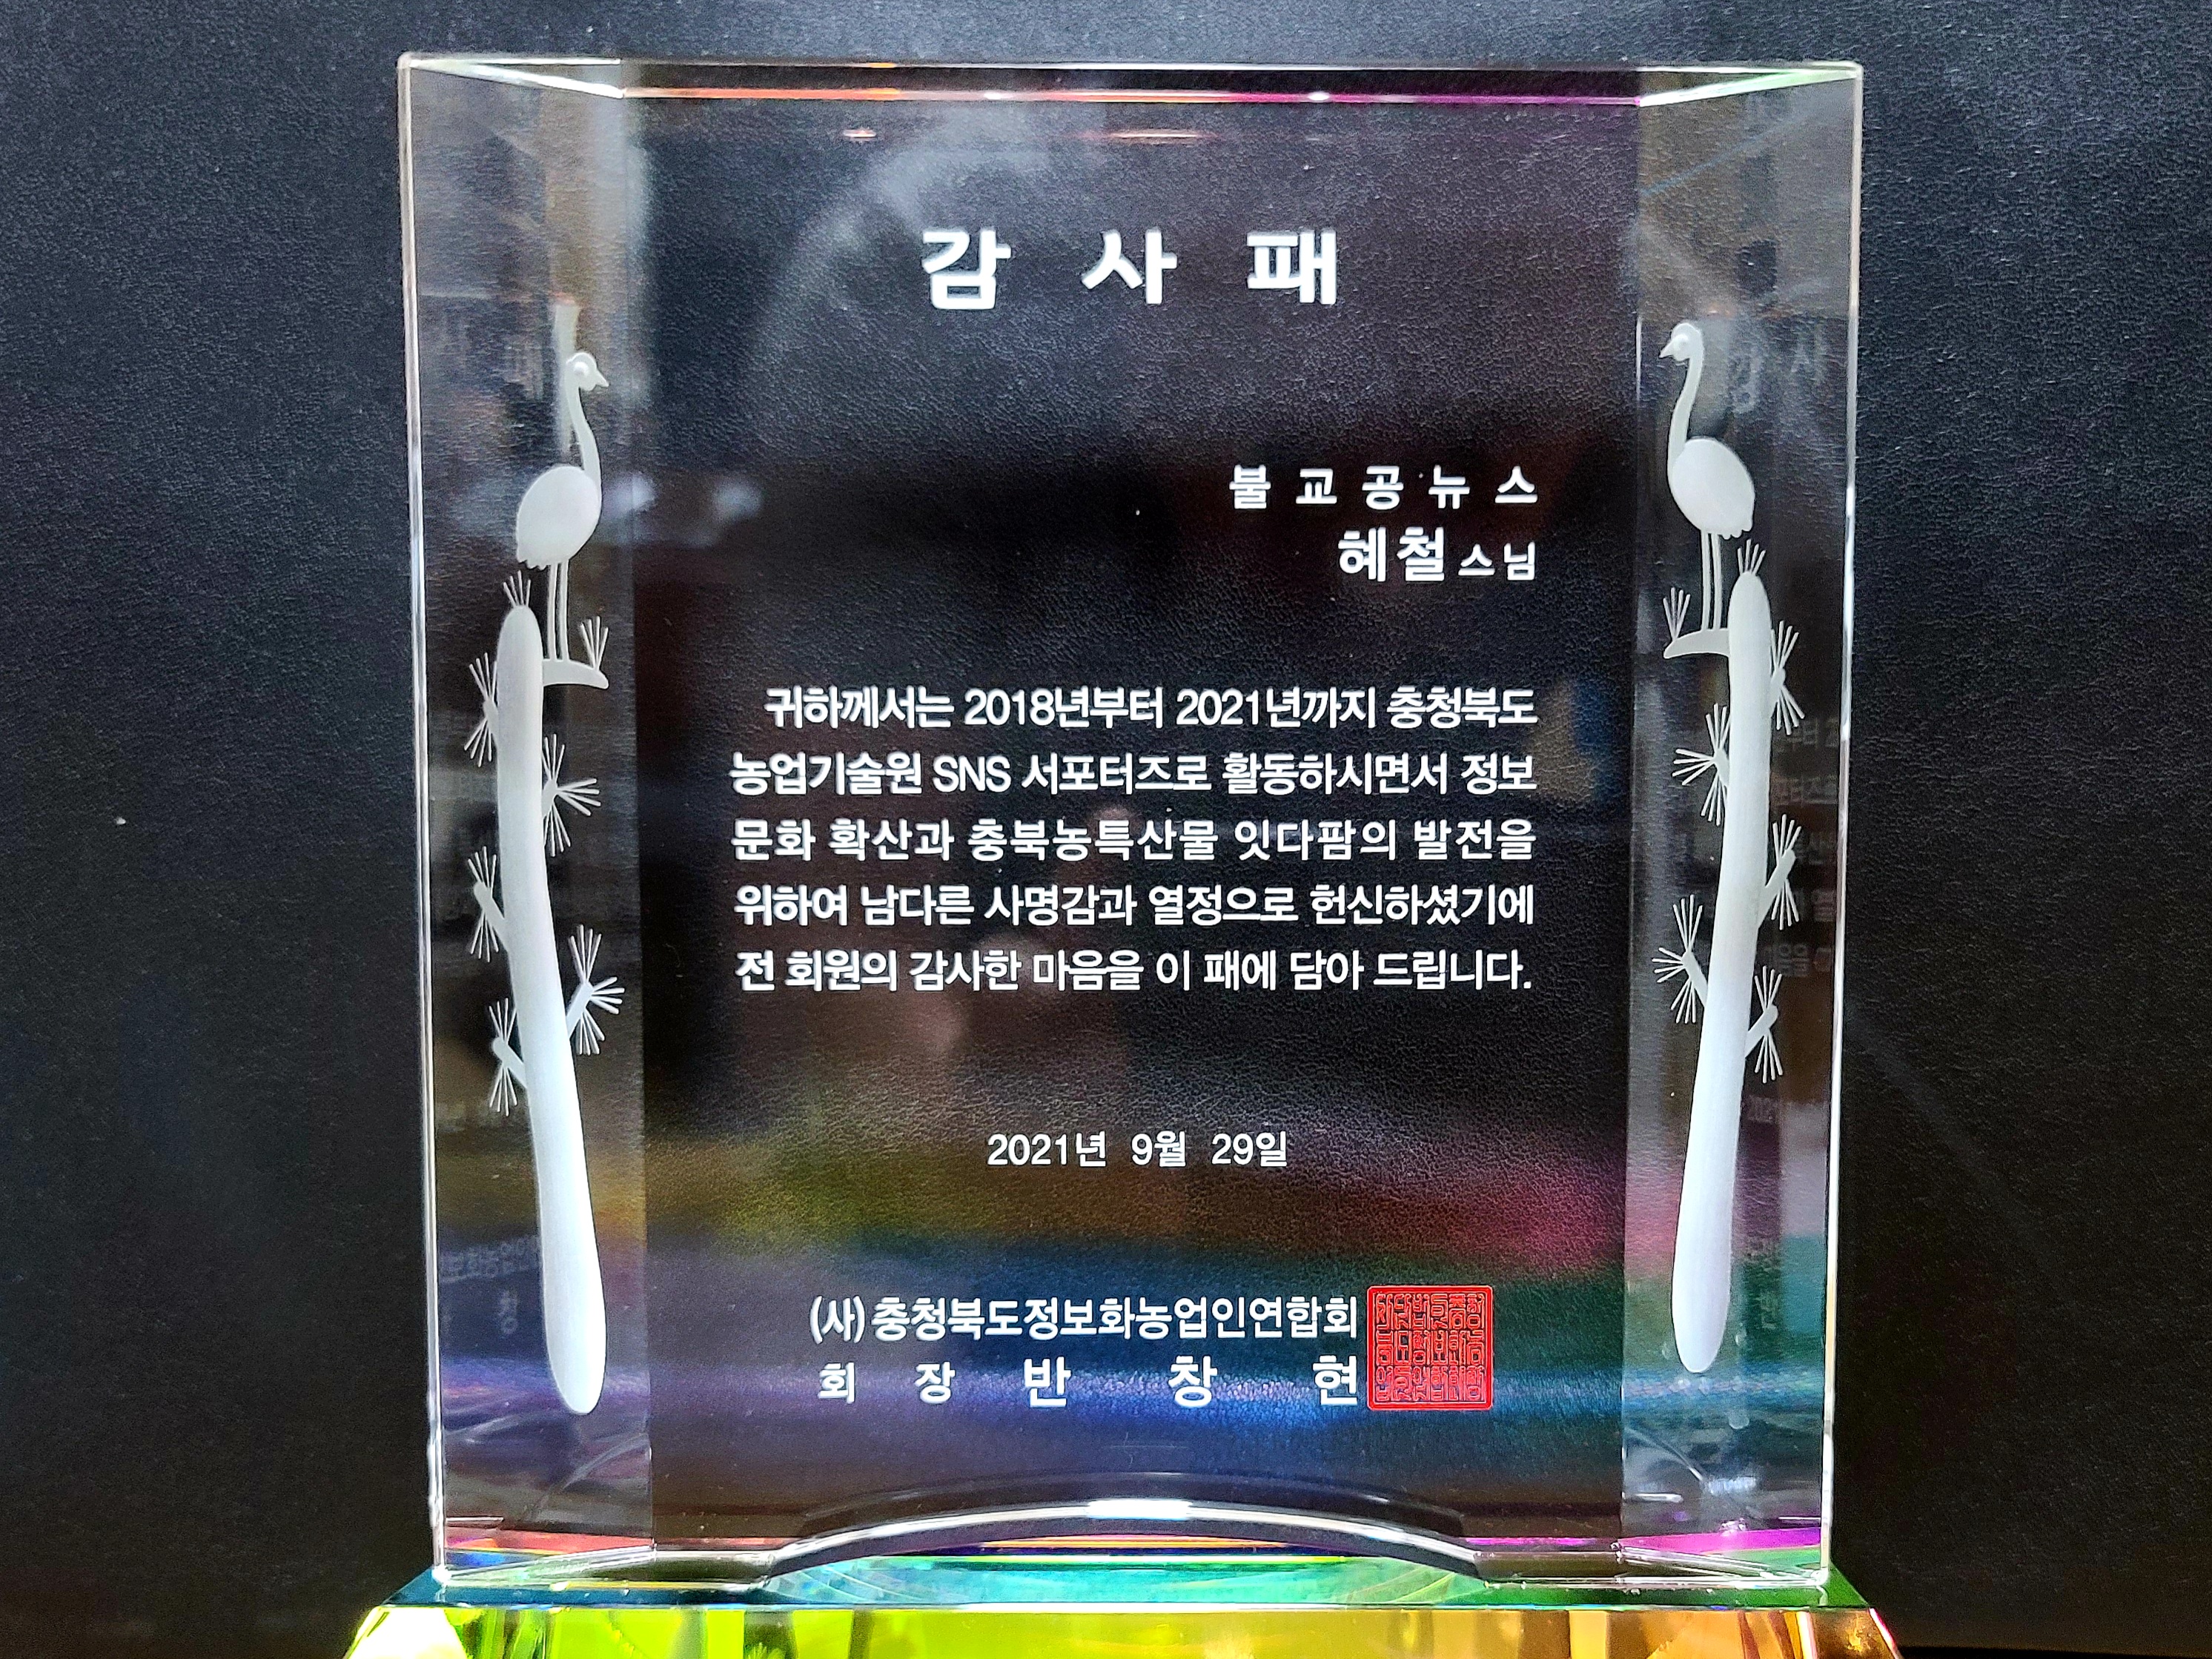 감 사 패
불교공뉴스
혜철 스님
귀하께서는 2018년부터 2021년까지 충청북도
농업기술원 SNS 서포터즈로 활동하시면서 정보
문화 확산과 충북농특산물 잇다팜의 발전을
위하여 남다른 사명감과 열정으로 헌신하셨기에
전 회원의 감사한 마음을 이 패에 담아 드립니다.
2021년 9월 29일
(사)충청북도정보화농업인연합회
회 장 반 창 현